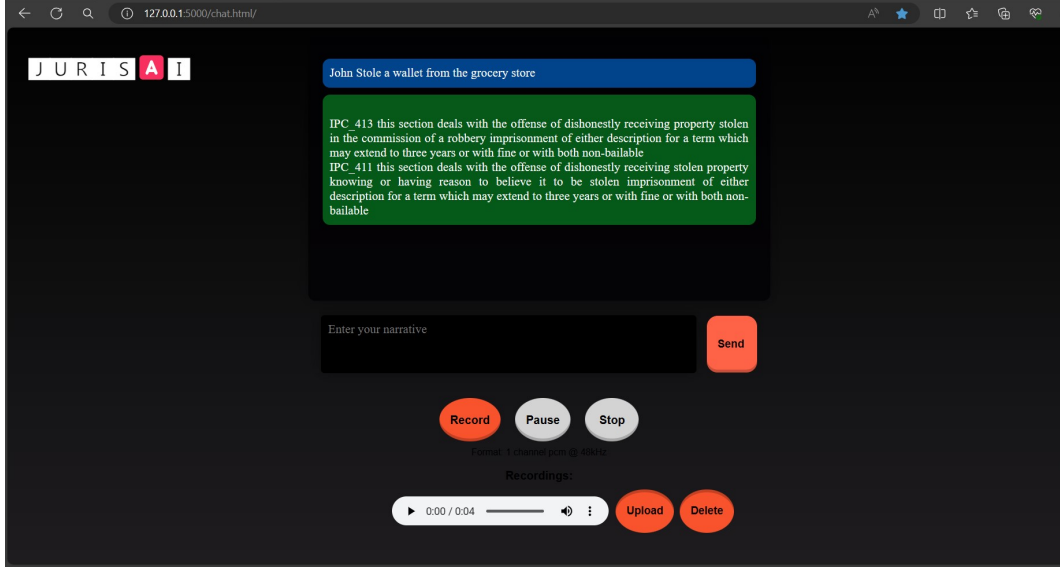 127.0.0.1:5000/chat.html/
JURISAI
John Stole a wallet from the grocery store
IPC_413 this section deals with the offense of dishonestly receiving property stolen
in the commission of a robbery imprisonment of either description for a term which
may extend to three years or with fine or with both non-bailable
IPC_411 this section deals with the offense of dishonestly receiving stolen property
knowing or having reason to believe it to be stolen imprisonment of either
description for a term which may extend to three years or with fine or with both non-
bailable
Enter your narrative
Send
Record Pause Stop
Format: 1 channel pcm @ 48kHz
Recordings:
0:00 / 0:04 Upload Delete